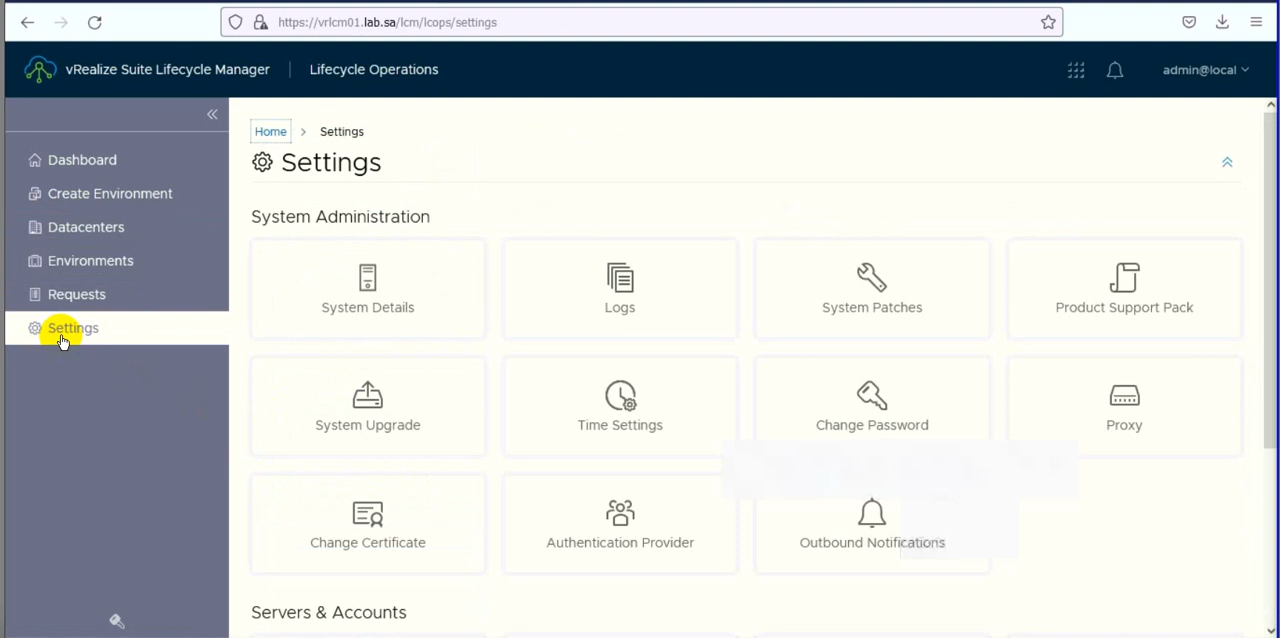 https://vrlcm01.lab.sa/lcm/lcops/settings
vRealize Suite Lifecycle Manager | Lifecycle Operations
admin@local
Dashboard
Create Environment
Datacenters
Environments
Requests
Settings
Home > Settings
Settings
System Administration
System Details
Logs
System Patches
Product Support Pack
System Upgrade
Time Settings
Change Password
Proxy
Change Certificate
Authentication Provider
Outbound Notifications
Servers & Accounts